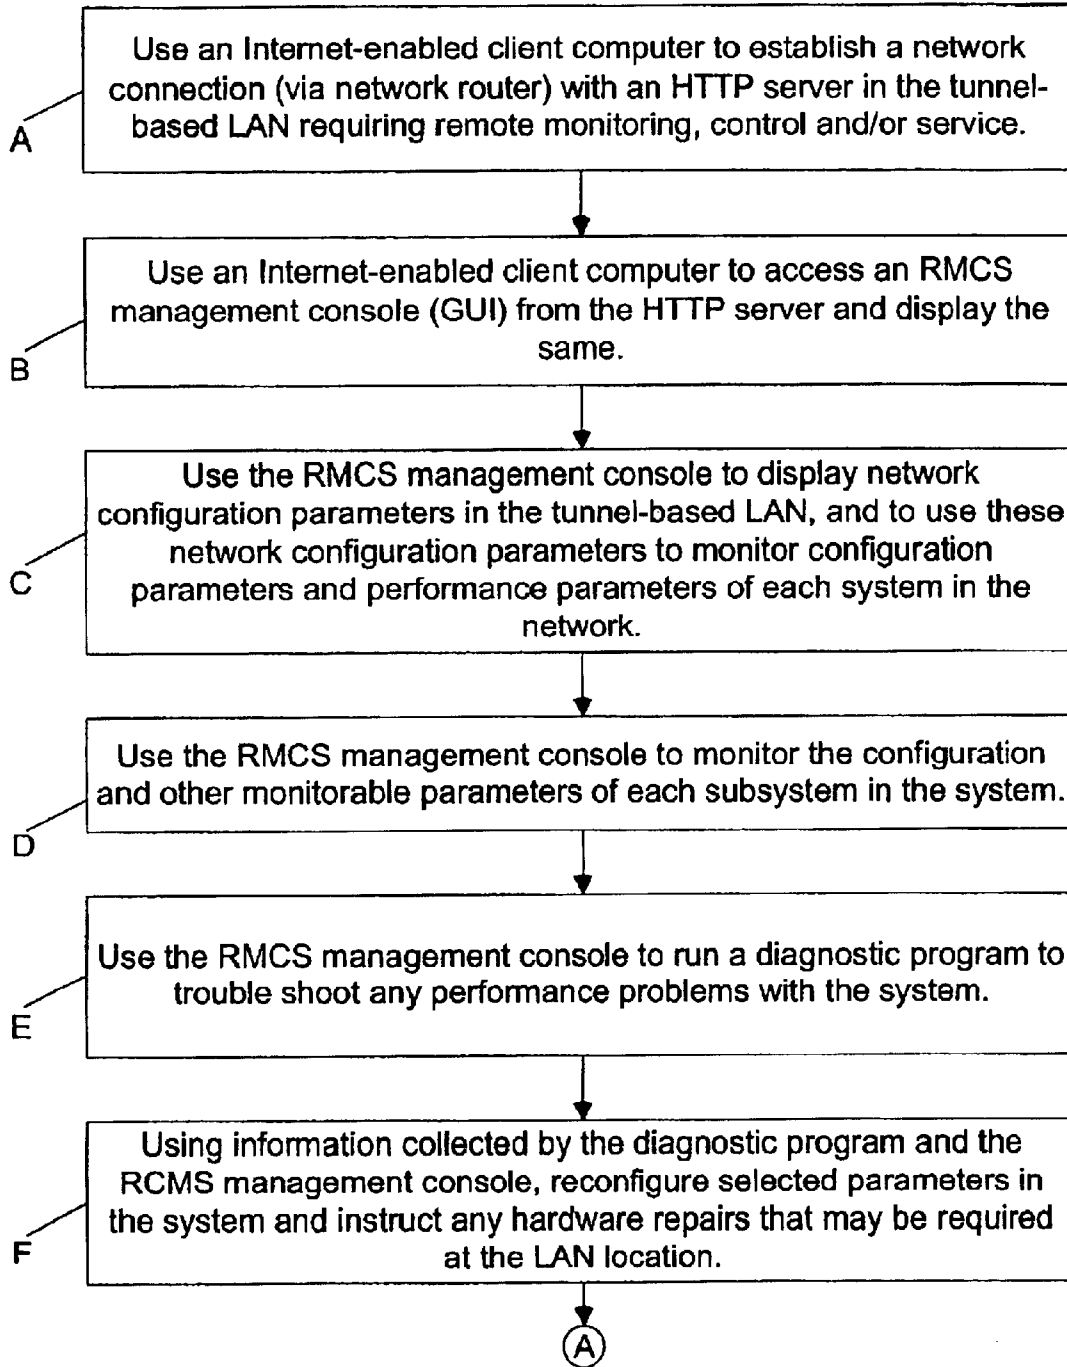 Use an Internet-enabled client computer to establish a network
connection (via network router) with an HTTP server in the tunnel-
based LAN requiring remote monitoring, control and/or service.
A
Use an Internet-enabled client computer to access an RMCS
management console (GUI) from the HTTP server and display the
same.
B
Use the RMCS management console to display network
configuration parameters in the tunnel-based LAN, and to use these
network configuration parameters to monitor configuration
parameters and performance parameters of each system in the
network.
C
Use the RMCS management console to monitor the configuration
and other monitorable parameters of each subsystem in the system.
D
Use the RMCS management console to run a diagnostic program to
trouble shoot any performance problems with the system.
E
Using information collected by the diagnostic program and the
RCMS management console, reconfigure selected parameters in
the system and instruct any hardware repairs that may be required
at the LAN location.
F
A